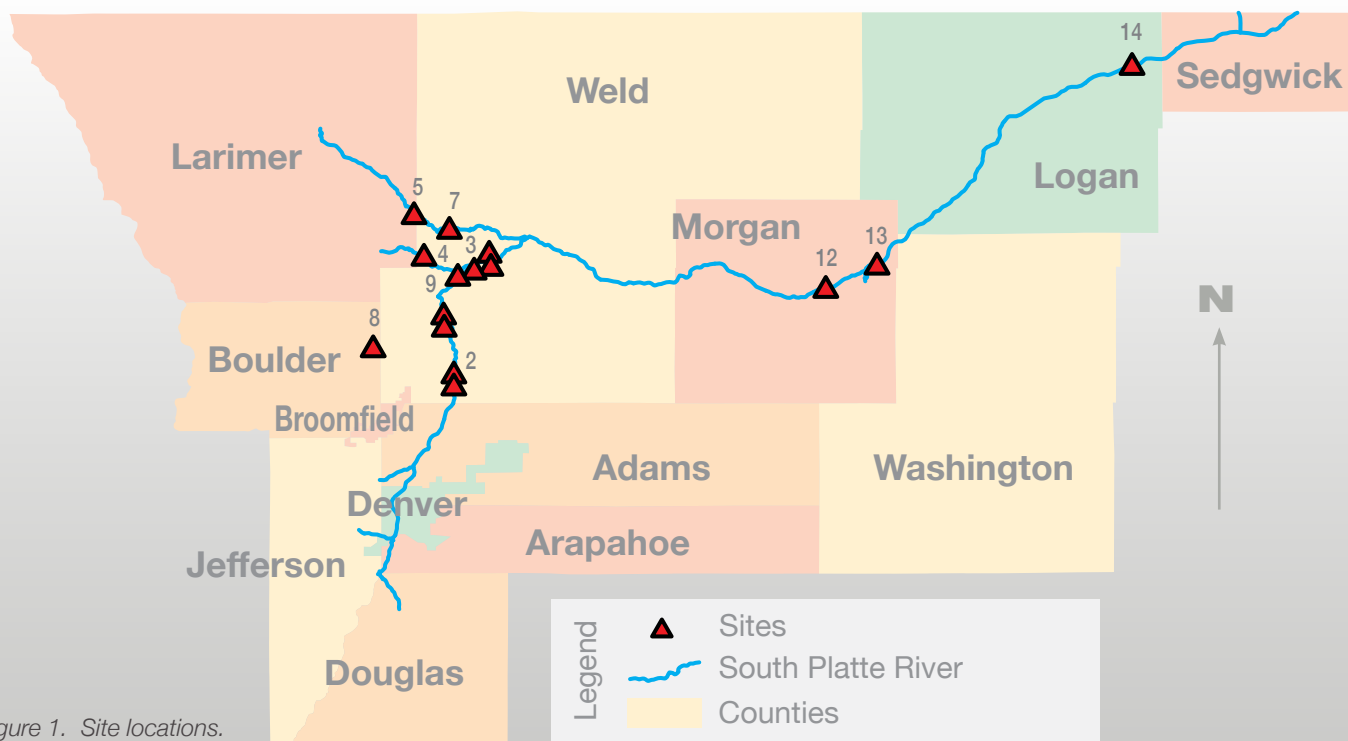 14
Sedgwick
Weld
Larimer
Logan
5
7
Morgan
3
13
4
12
9
N
8
Boulder
2
Broomfield
Adams
Washington
Denver
Arapahoe
Jefferson
Douglas
Legend
Sites
South Platte River
Counties
gure 1. Site locations.